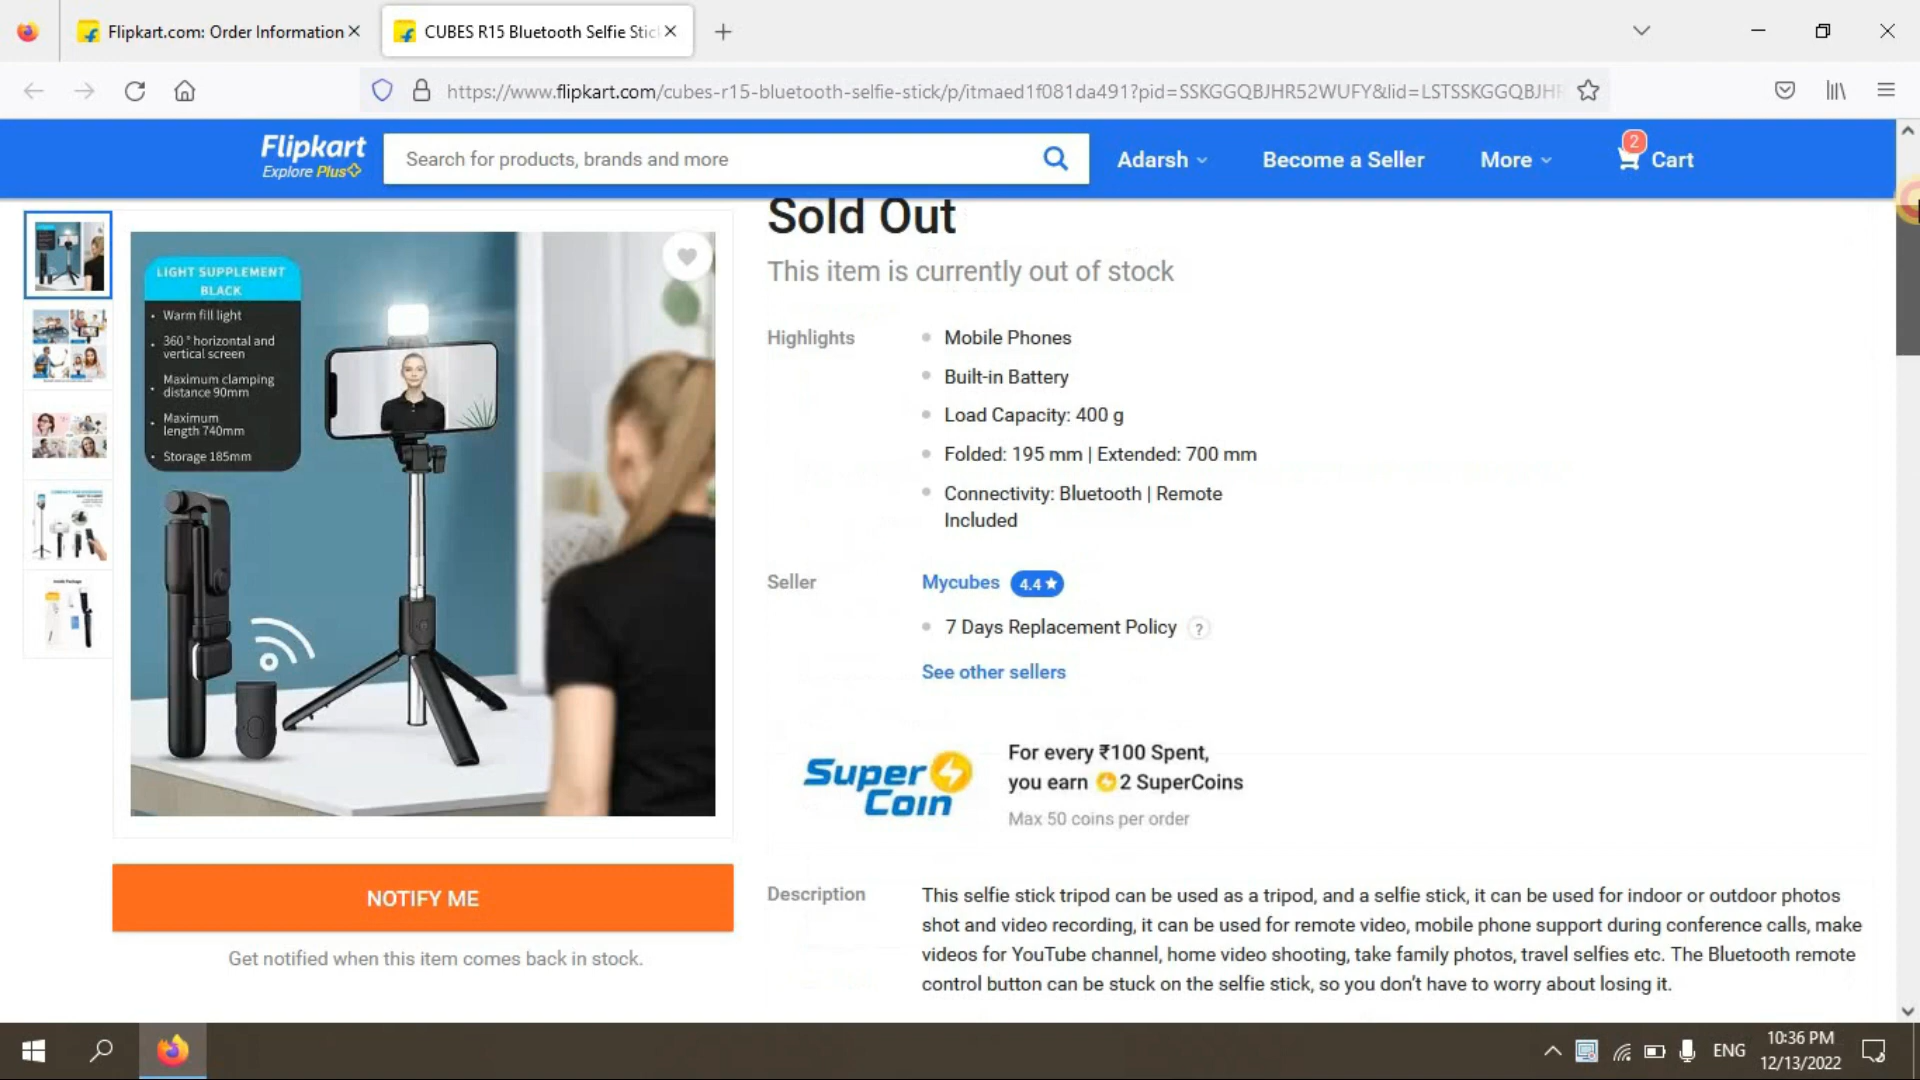 Flipkart.com: Order Information
CUBES R15 Bluetooth Selfie Stic
https://www.flipkart.com/cubes-r15-bluetooth-selfie-stick/p/itmaed1f081da491?pid=SSKGGQBJHR52WUFY&lid=LSTSSKGGQBJHR
Flipkart
Explore Plus
Search for products, brands and more
Adarsh
Become a Seller
More
2
Cart
LIGHT SUPPLEMENT
BLACK
• Warm fill light
• 360 ° horizontal and
vertical screen
• Maximum clamping
distance 90mm
• Maximum
length 740mm
• Storage 185mm
NOTIFY ME
Get notified when this item comes back in stock.
Sold Out
This item is currently out of stock
Highlights
Mobile Phones
Built-in Battery
Load Capacity: 400 g
Folded: 195 mm | Extended: 700 mm
Connectivity: Bluetooth | Remote
Included
Seller
Mycubes 4.4★
7 Days Replacement Policy ?
See other sellers
Super
Coin
For every ₹100 Spent,
you earn 2 SuperCoins
Max 50 coins per order
Description
This selfie stick tripod can be used as a tripod, and a selfie stick, it can be used for indoor or outdoor photos
shot and video recording, it can be used for remote video, mobile phone support during conference calls, make
videos for YouTube channel, home video shooting, take family photos, travel selfies etc. The Bluetooth remote
control button can be stuck on the selfie stick, so you don't have to worry about losing it.
ENG
10:36 PM
12/13/2022